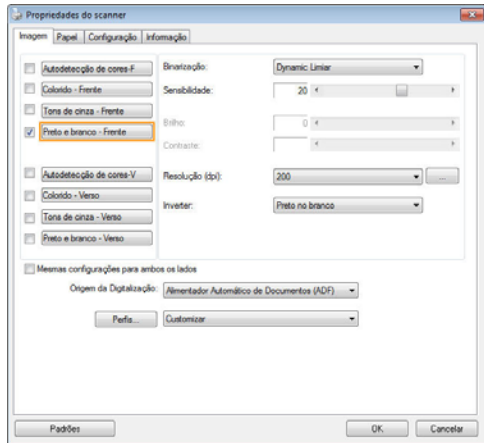 Propriedades do scanner
Imagem Papel Configuração Informação
Autodetecção de cores-F
Colorido - Frente
Tons de cinza - Frente
Preto e branco - Frente
Autodetecção de cores-V
Colorido - Verso
Tons de cinza - Verso
Preto e branco - Verso
Binarização: Dynamic Limiar
Sensibilidade: 20
Brilho: 0
Contraste:
Resolução (dpi): 200 ...
Inverter: Preto no branco
Mesmas configurações para ambos os lados
Origem da Digitalização: Alimentador Automático de Documentos (ADF)
Perfis... Customizar
Padrões OK Cancelar